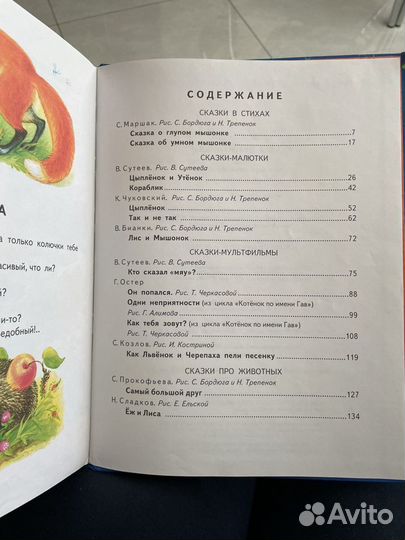 А
а только колючки тебе
асивый, что ли?
?
и-то?
едобный!..
СОДЕРЖАНИЕ
СКАЗКИ В СТИХАХ
С. Маршак. Рис. С. Бордюга и Н. Трепенок
Сказка о глупом мышонке 7
Сказка об умном мышонке 17
СКАЗКИ-МАЛЮТКИ
В. Сутеев. Рис. В. Сутеева
Цыплёнок и Утёнок 26
Кораблик 42
К. Чуковский. Рис. С. Бордюга и Н. Трепенок
Цыплёнок 52
Так и не так 62
В. Бианки. Рис. С. Бордюга и Н. Трепенок
Лис и Мышонок 72
СКАЗКИ-МУЛЬТФИЛЬМЫ
В. Сутеев. Рис. В. Сутеева
Кто сказал «мяу»? 75
Г. Остер
Он попался. Рис. Т. Черкасовой 88
Одни неприятности (из цикла «Котёнок по имени Гав»)
Рис. Г. Алимова 99
Как тебя зовут? (из цикла «Котёнок по имени Гав»)
Рис. Т. Черкасовой 108
С. Козлов. Рис. И. Костриной
Как Львёнок и Черепаха пели песенку 119
СКАЗКИ ПРО ЖИВОТНЫХ
С. Прокофьева. Рис. С. Бордюга и Н. Трепенок
Самый большой друг 127
Н. Сладков. Рис. Е. Ельской
Ёж и Лиса 134
Avito